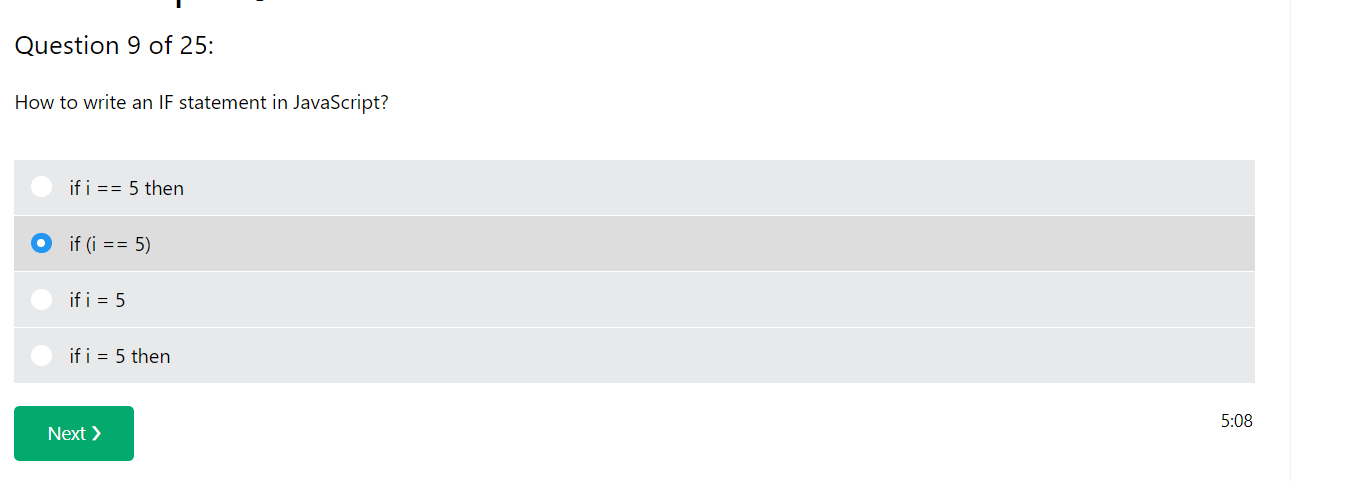 Question 9 of 25:
How to write an IF statement in JavaScript?
if i == 5 then
if (i == 5)
if i = 5
if i = 5 then
Next ❯
5:08